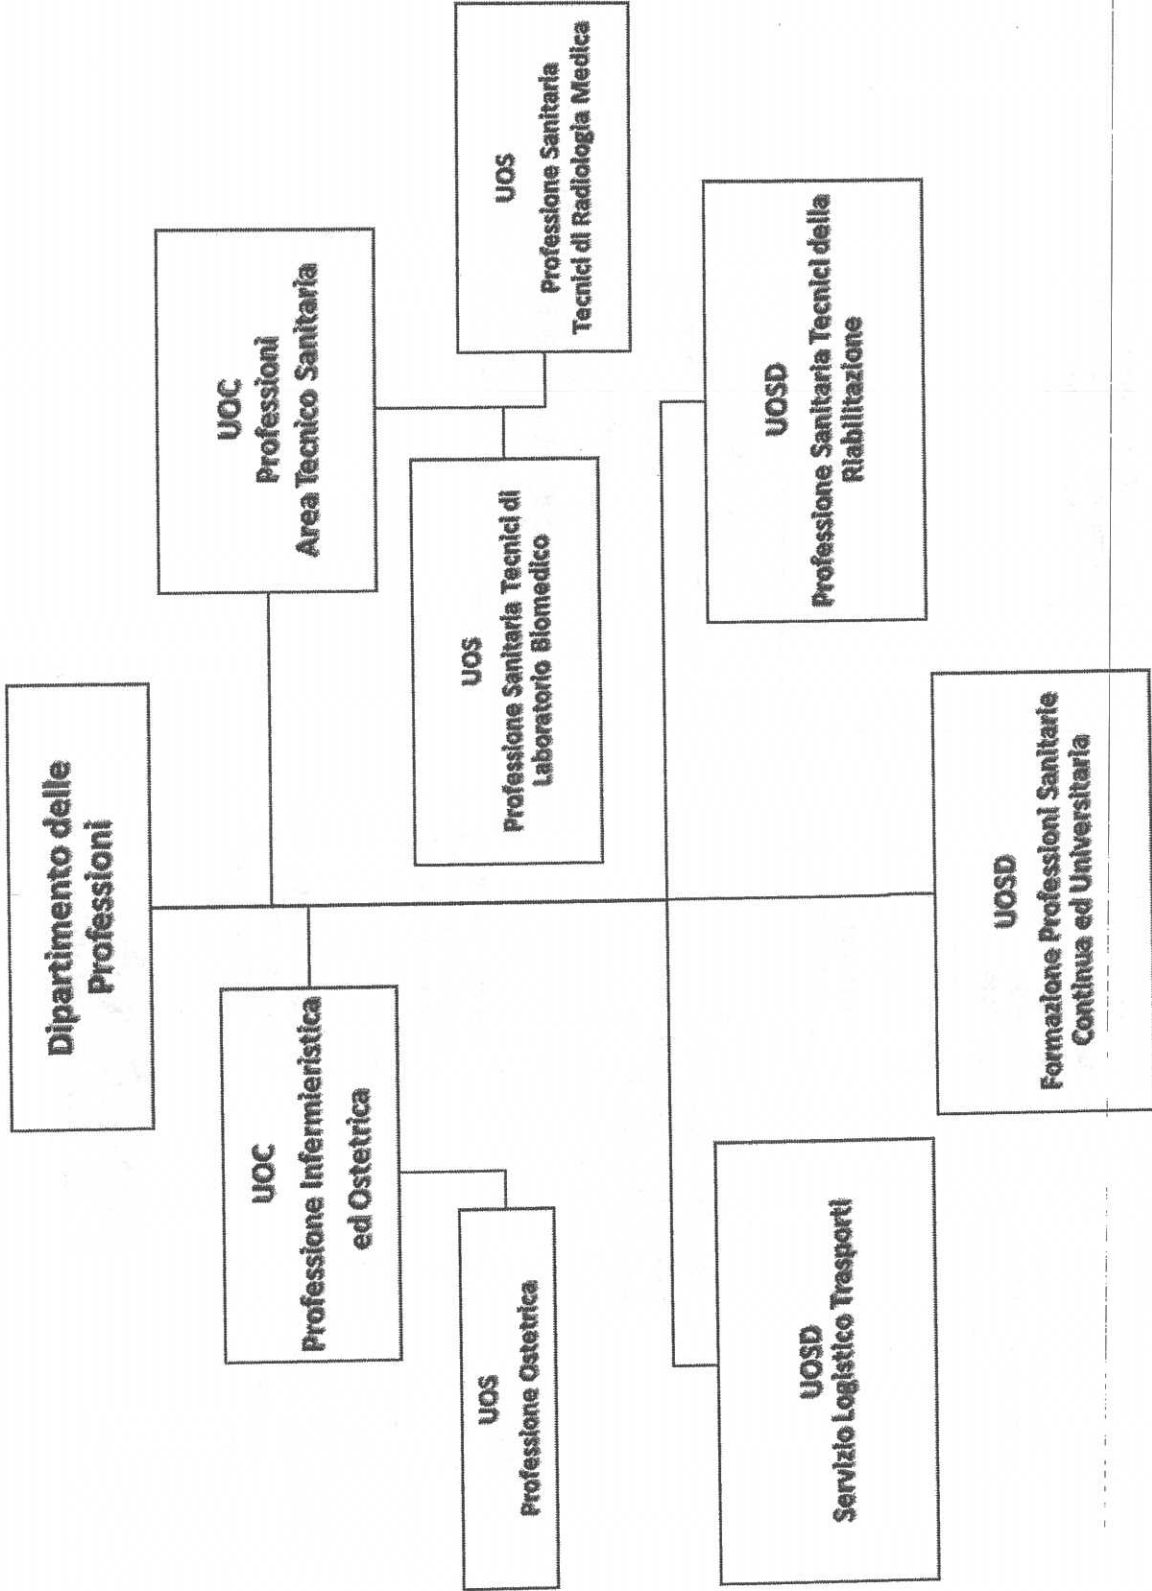 Dipartimento delle
Professioni
UOC
Professione Infermieristica
ed Ostetrica
UOC
Professioni
Area Tecnico Sanitaria
UOS
Professione Ostetrica
UOS
Professione Sanitaria Tecnici di
Laboratorio Biomedico
UOS
Professione Sanitaria
Tecnici di Radiologia Medica
UOSD
Servizio Logistico Trasporti
UOSD
Professione Sanitaria Tecnici della
Riabilitazione
UOSD
Formazione Professioni Sanitarie
Continua ed Universitaria